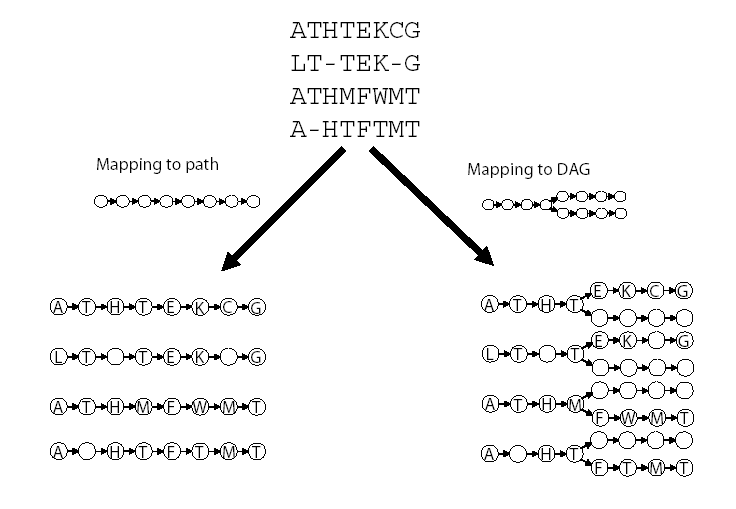 ATHTEKCG
LT-TEK-G
ATHMFWMT
A-HTFTMT
Mapping to path
Mapping to DAG
A T H T E K C G
L T T E K G
A T H M F W M T
A H T F T M T
E K C G
A T H T
E K G
L T T
A T H M
F W M T
A H T
F T M T